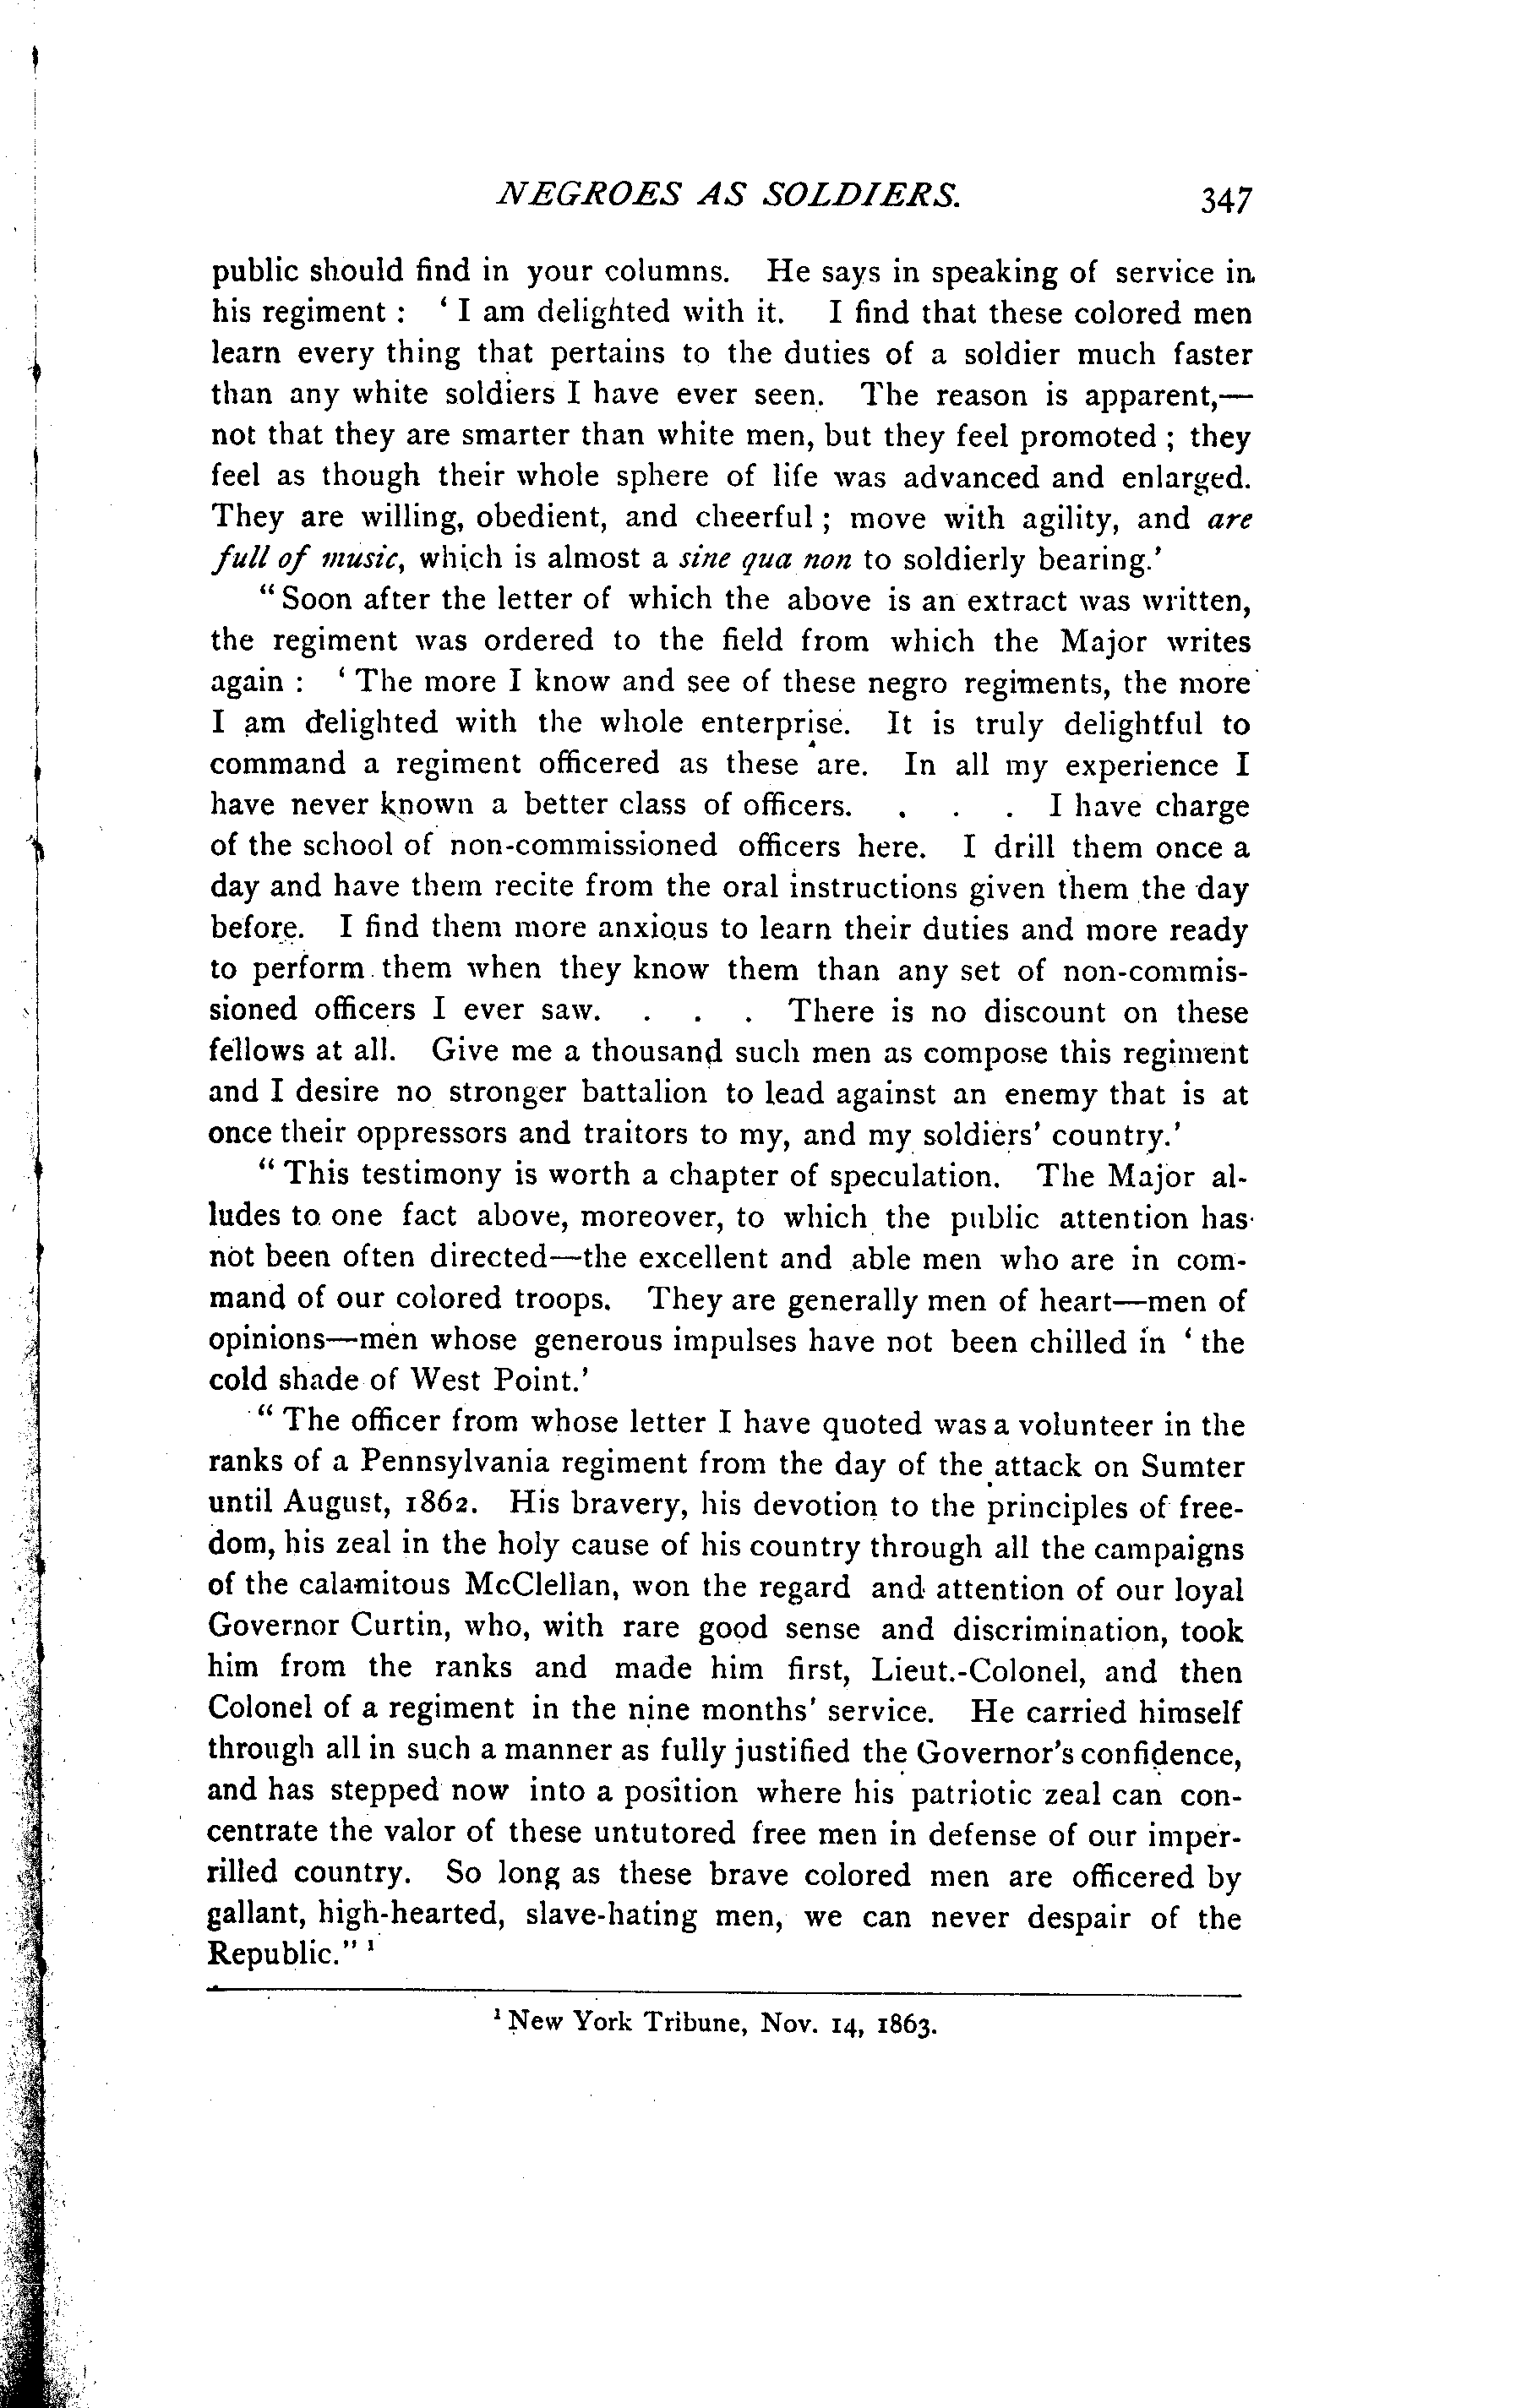 NEGROES AS SOLDIERS. 347
public should find in your columns. He says in speaking of service in
his regiment : ‘ I am delighted with it. I find that these colored men
learn every thing that pertains to the duties of a soldier much faster
than any white soldiers I have ever seen. The reason is apparent,—
not that they are smarter than white men, but they feel promoted ; they
feel as though their whole sphere of life was advanced and enlarged.
They are willing, obedient, and cheerful ; move with agility, and are
full of music, which is almost a sine qua non to soldierly bearing.’
“ Soon after the letter of which the above is an extract was written,
the regiment was ordered to the field from which the Major writes
again : ‘ The more I know and see of these negro regiments, the more
I am delighted with the whole enterprise. It is truly delightful to
command a regiment officered as these are. In all my experience I
have never known a better class of officers. . . . I have charge
of the school of non-commissioned officers here. I drill them once a
day and have them recite from the oral instructions given them the day
before. I find them more anxious to learn their duties and more ready
to perform them when they know them than any set of non-commis-
sioned officers I ever saw. . . . There is no discount on these
fellows at all. Give me a thousand such men as compose this regiment
and I desire no stronger battalion to lead against an enemy that is at
once their oppressors and traitors to my, and my soldiers’ country.’
“ This testimony is worth a chapter of speculation. The Major al-
ludes to one fact above, moreover, to which the public attention has
not been often directed—the excellent and able men who are in com-
mand of our colored troops. They are generally men of heart—men of
opinions—men whose generous impulses have not been chilled in ‘ the
cold shade of West Point.’
“ The officer from whose letter I have quoted was a volunteer in the
ranks of a Pennsylvania regiment from the day of the attack on Sumter
until August, 1862. His bravery, his devotion to the principles of free-
dom, his zeal in the holy cause of his country through all the campaigns
of the calamitous McClellan, won the regard and attention of our loyal
Governor Curtin, who, with rare good sense and discrimination, took
him from the ranks and made him first, Lieut.-Colonel, and then
Colonel of a regiment in the nine months’ service. He carried himself
through all in such a manner as fully justified the Governor’s confidence,
and has stepped now into a position where his patriotic zeal can con-
centrate the valor of these untutored free men in defense of our imper-
rilled country. So long as these brave colored men are officered by
gallant, high-hearted, slave-hating men, we can never despair of the
Republic.” ¹
¹ New York Tribune, Nov. 14, 1863.